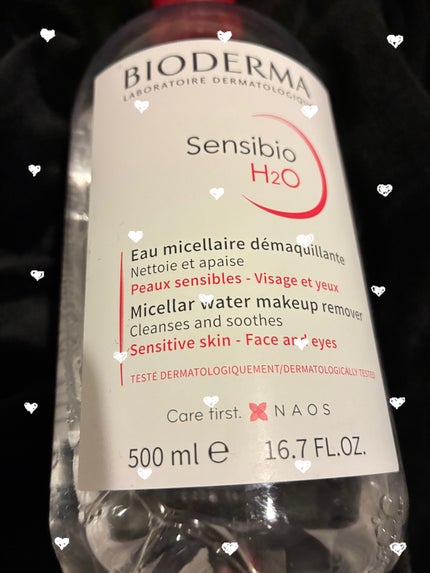 BIODERMA
LABORATOIRE DERMATOLOGIQUE
Sensibio
H2O
Eau micellaire démaquillante
Nettoie et apaise
Peaux sensibles - Visage et yeux
Micellar water makeup remover
Cleanses and soothes
Sensitive skin - Face and eyes
TESTÉ DERMATOLOGIQUEMENT/DERMATOLOGICALLY TESTED
Care first. NAOS
500 ml e 16.7 FL.OZ.